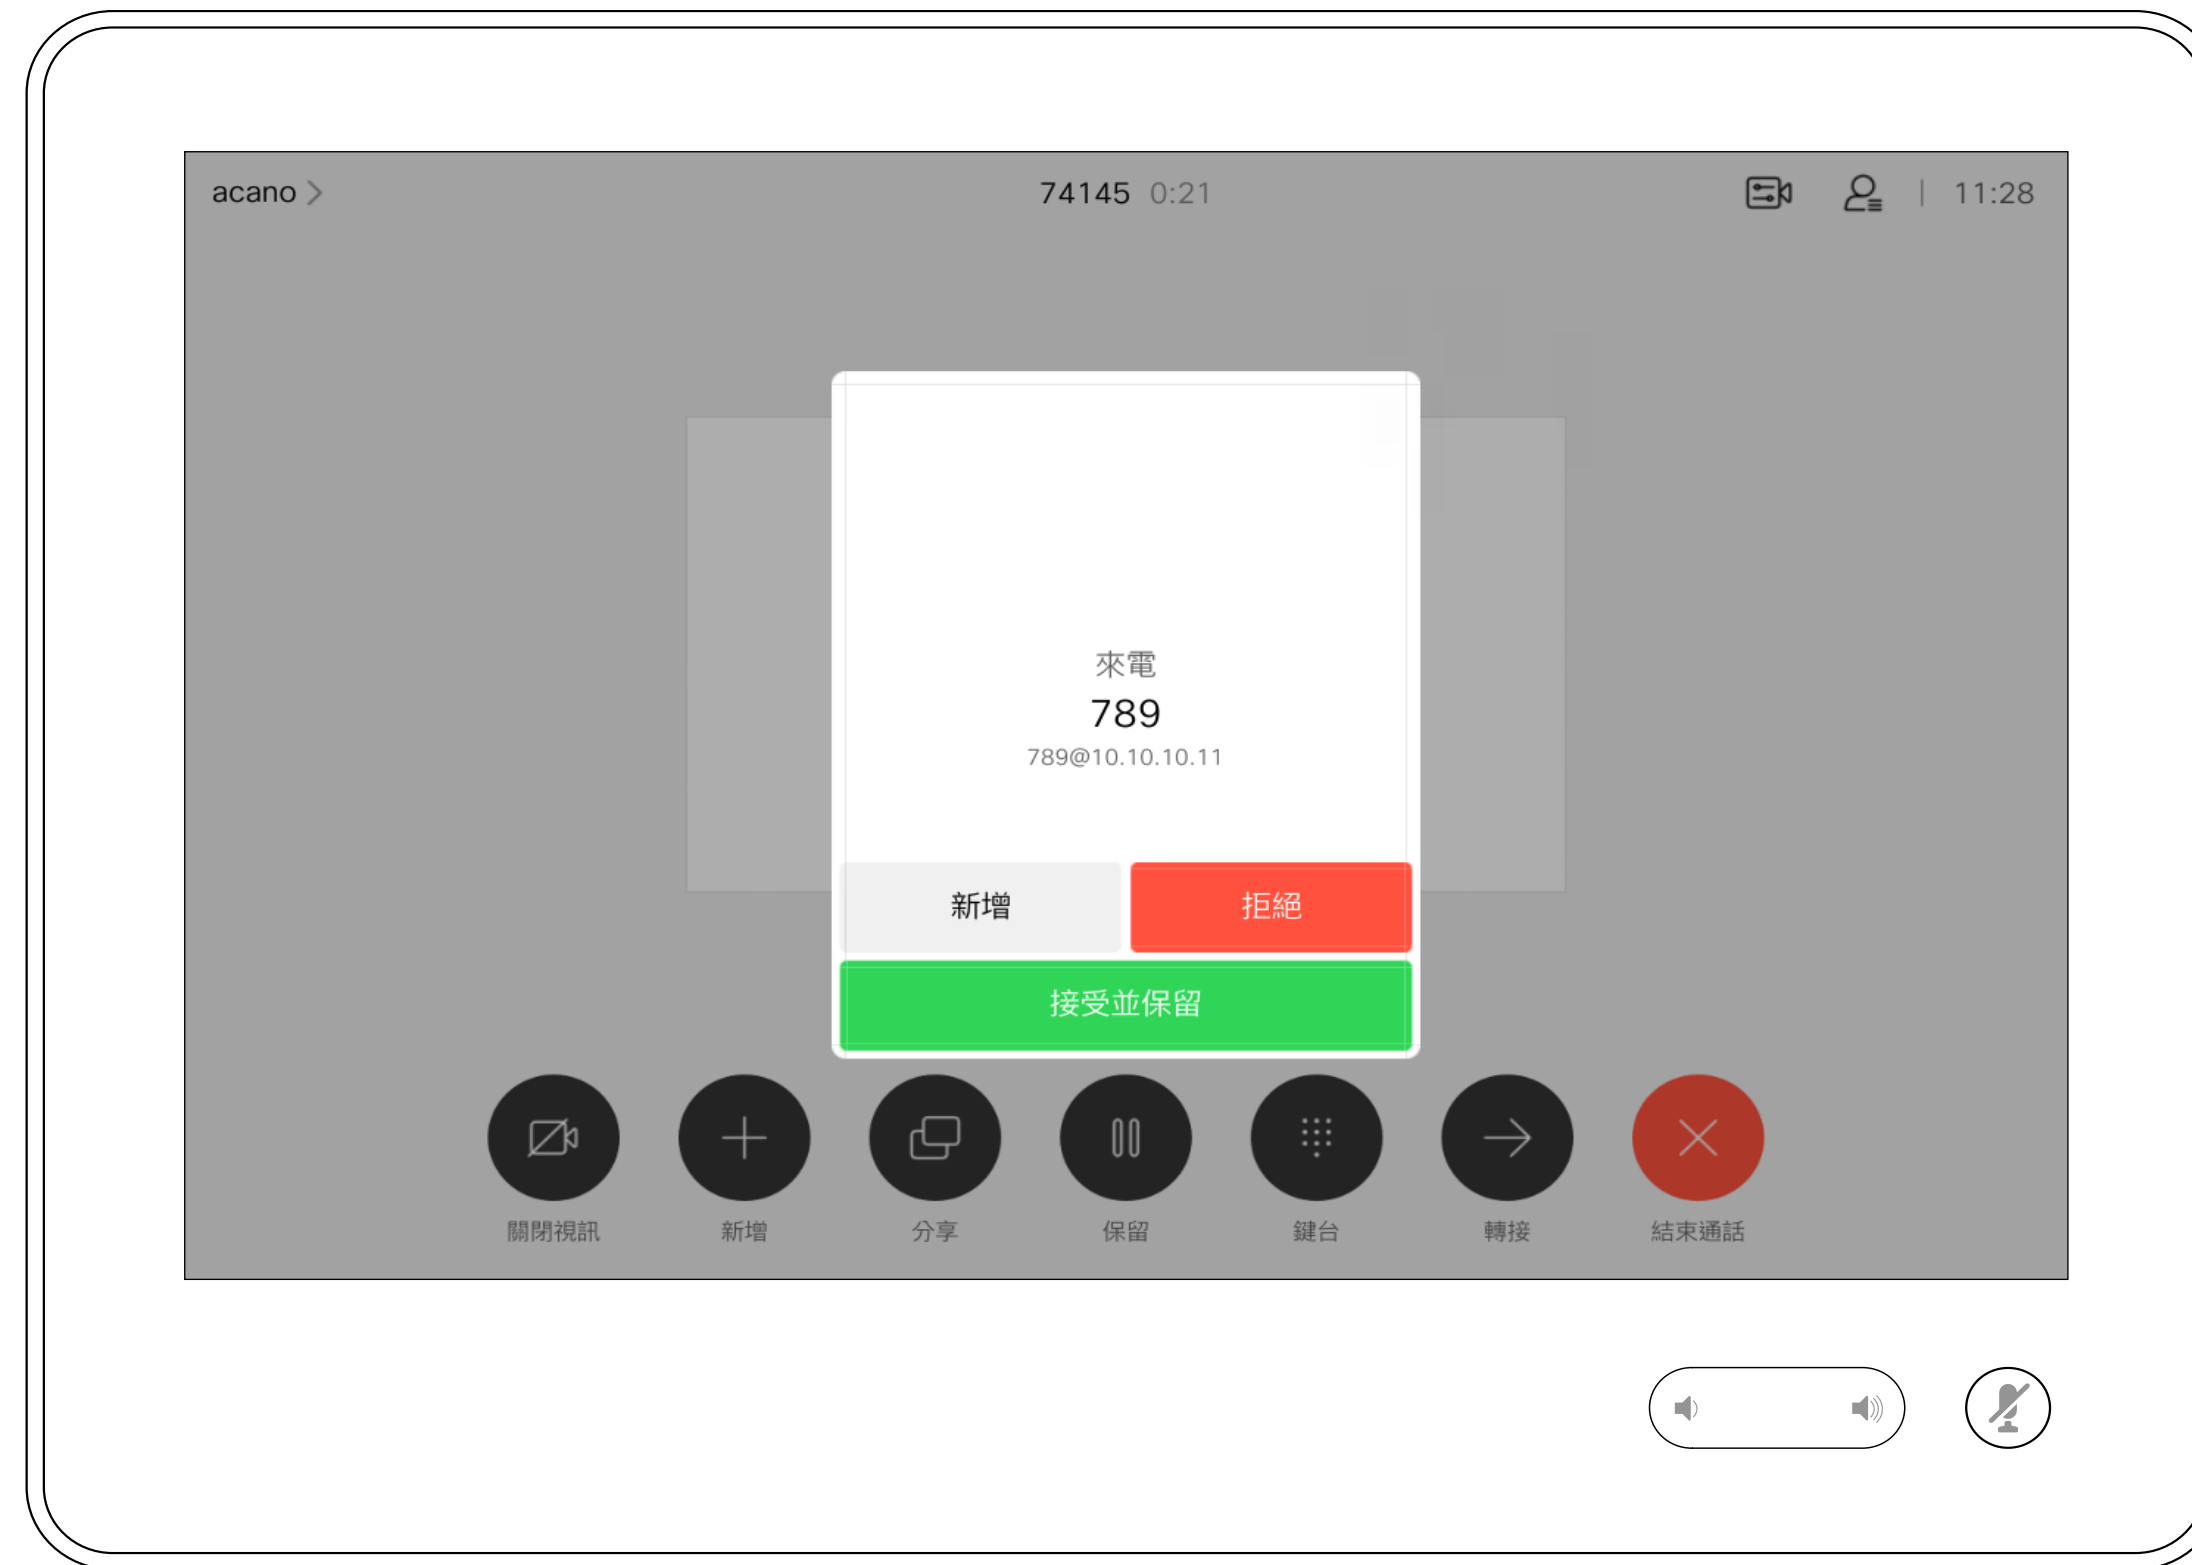 acano
74145 0:21
11:28
來電
789
789@10.10.10.11
新增 拒絕
接受並保留
關閉視訊 新增 分享 保留 鍵台 轉接 結束通話